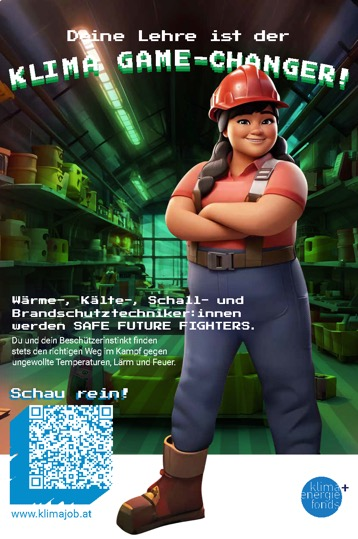 Deine Lehre ist der
KLIMA GAME-CHANGER!
Wärme-, Kälte-, Schall- und
Brandschutztechniker:innen
werden SAFE FUTURE FIGHTERS.
Du und dein Beschützerinstinkt finden
stets den richtigen Weg im Kampf gegen
ungewollte Temperaturen, Lärm und Feuer.
Schau rein!
www.klimajob.at
klima+
energie
fonds